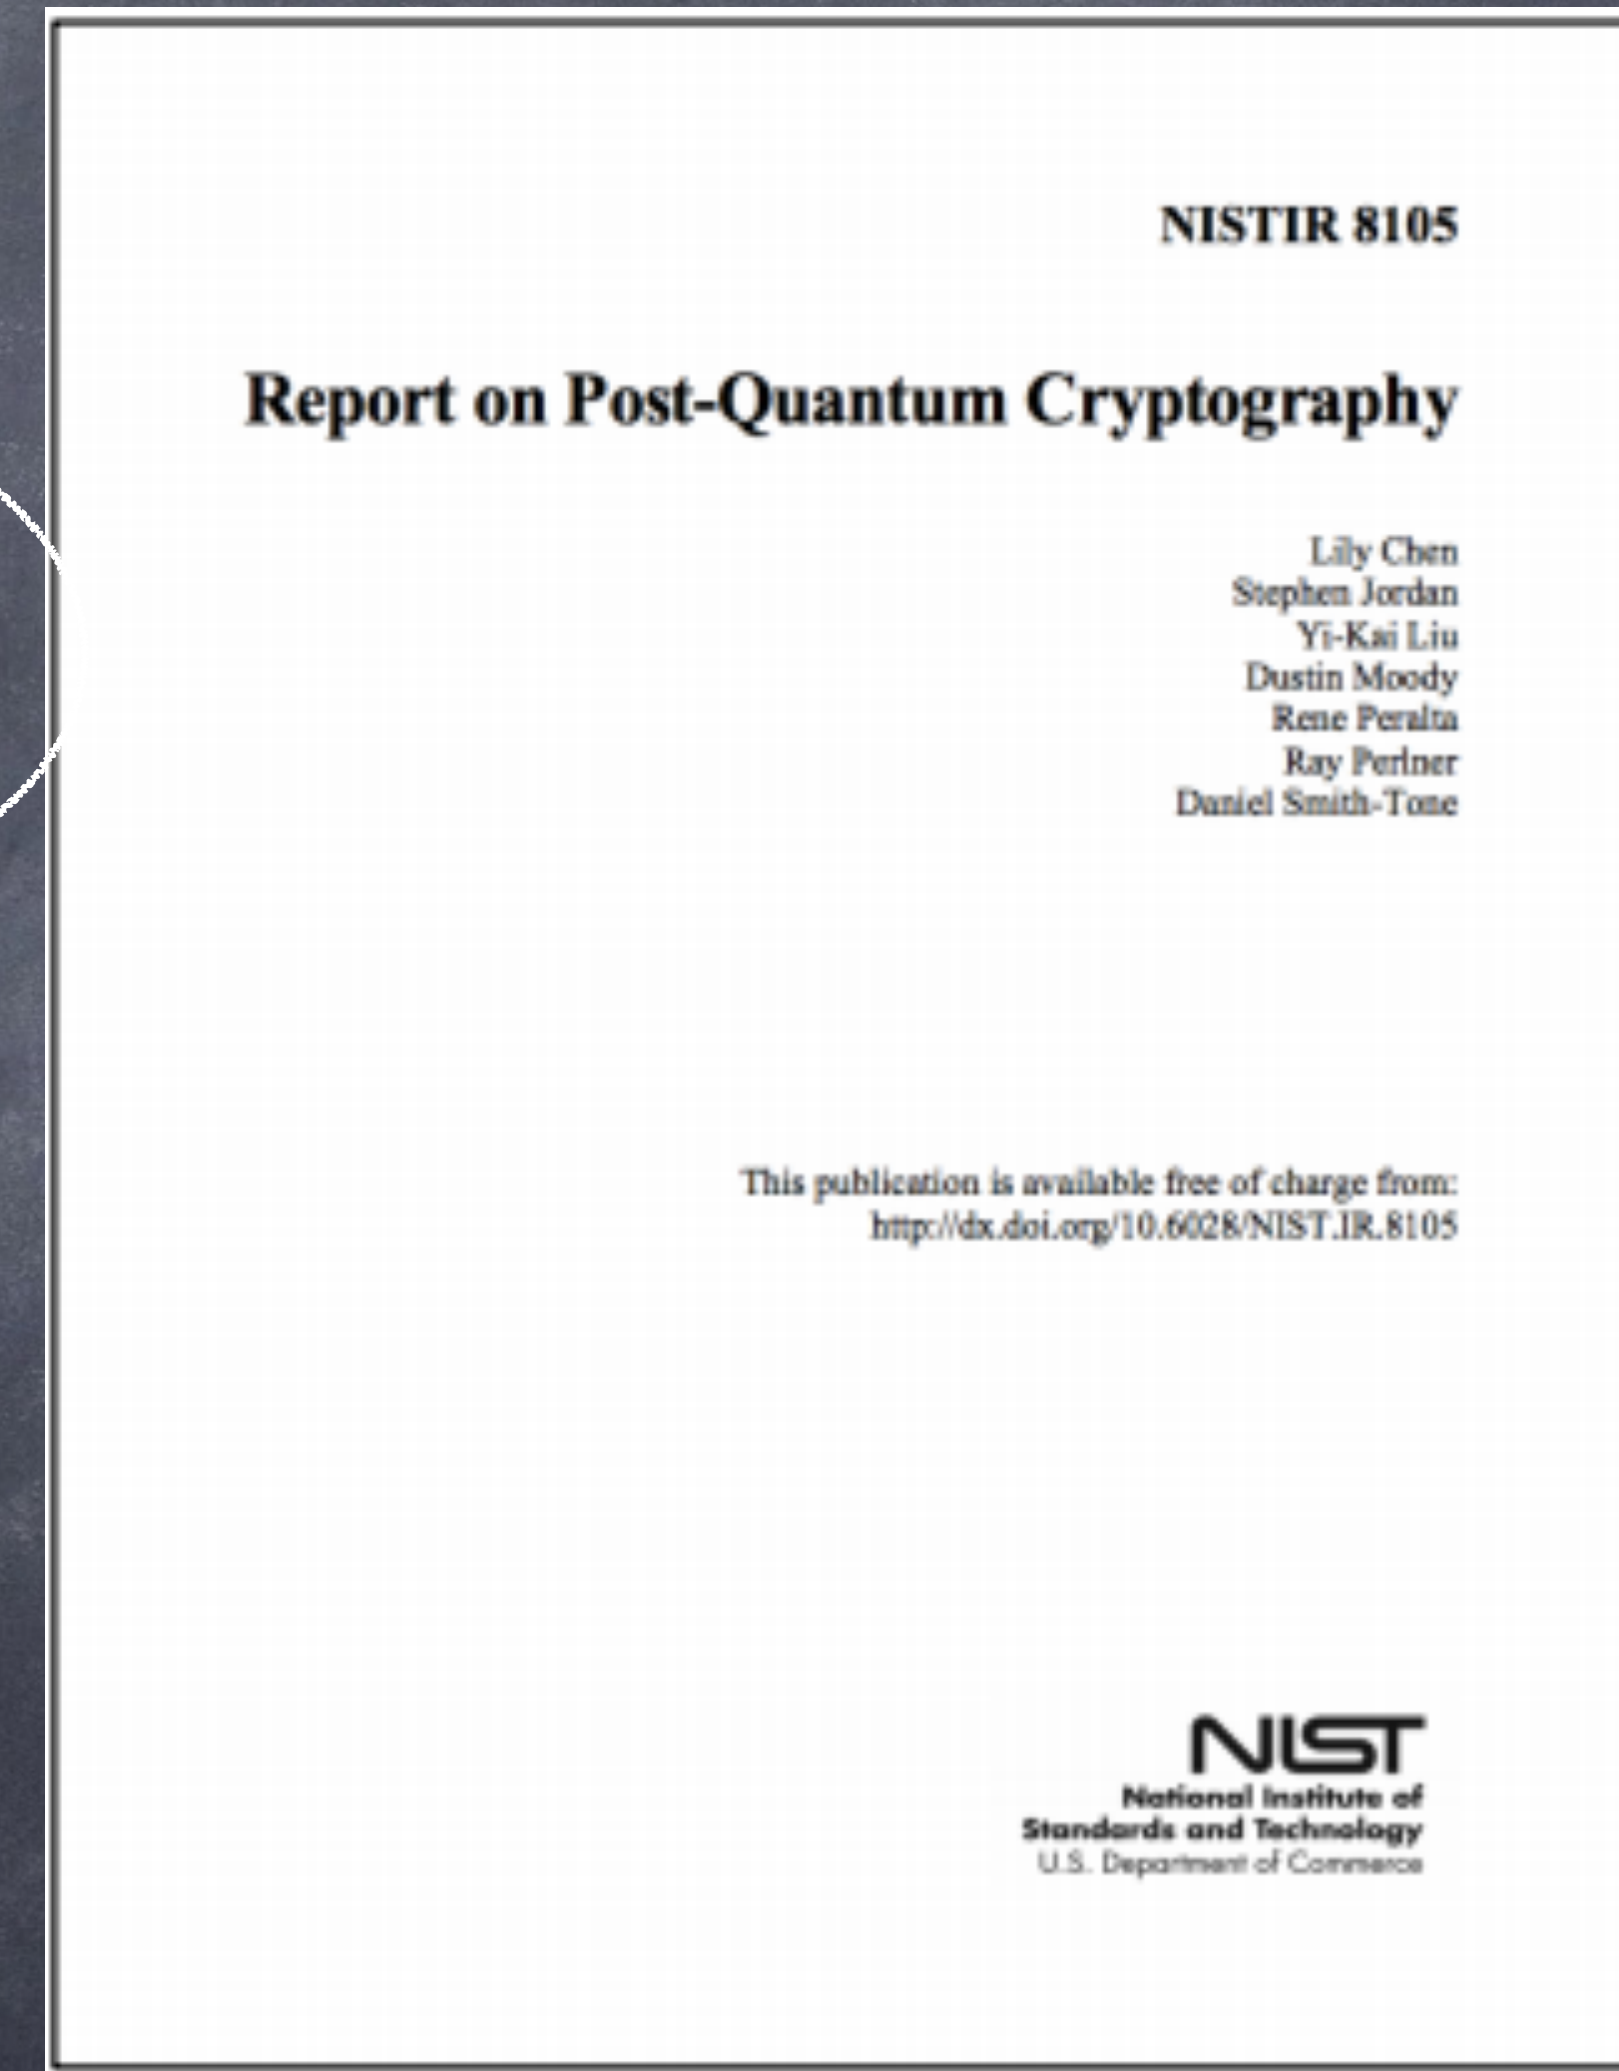 NISTIR 8105
Report on Post-Quantum Cryptography
Lily Chen
Stephen Jordan
Yi-Kai Liu
Dustin Moody
Rene Peralta
Ray Perlner
Daniel Smith-Tone
This publication is available free of charge from:
http://dx.doi.org/10.6028/NIST.IR.8105
NIST
National Institute of
Standards and Technology
U.S. Department of Commerce